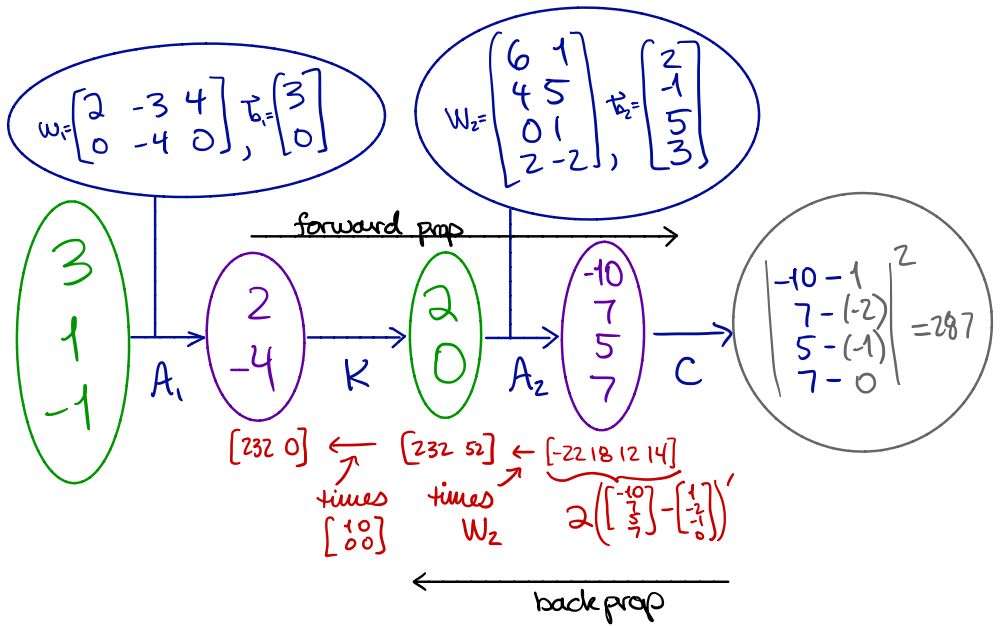 W₁= [2 -3 4; 0 -4 0], b⃗₁= [3; 0]
W₂= [6 1; 4 5; 0 1; 2 -2], b⃗₂= [2; -1; 5; 3]
forward prop
3
1
-1
A₁
2
-4
K
2
0
A₂
-10
7
5
7
C
|-10 - 1
7 - (-2)
5 - (-1)
7 - 0|² = 287
[232 0] ← [232 52] ← [-22 18 12 14]
times
[1 0; 0 0]
times
W₂
2([-10; 7; 5; 7] - [1; -2; -1; 0])′
backprop